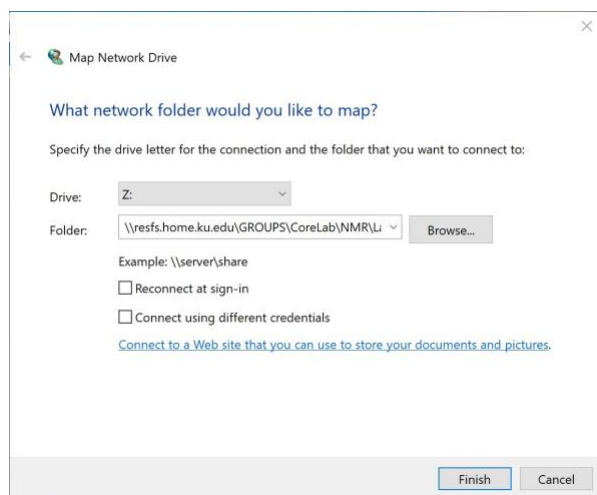 Map Network Drive
What network folder would you like to map?
Specify the drive letter for the connection and the folder that you want to connect to:
Drive: Z:
Folder: \\resfs.home.ku.edu\GROUPS\CoreLab\NMR\ Browse...
Example: \\server\share
Reconnect at sign-in
Connect using different credentials
Connect to a Web site that you can use to store your documents and pictures.
Finish Cancel